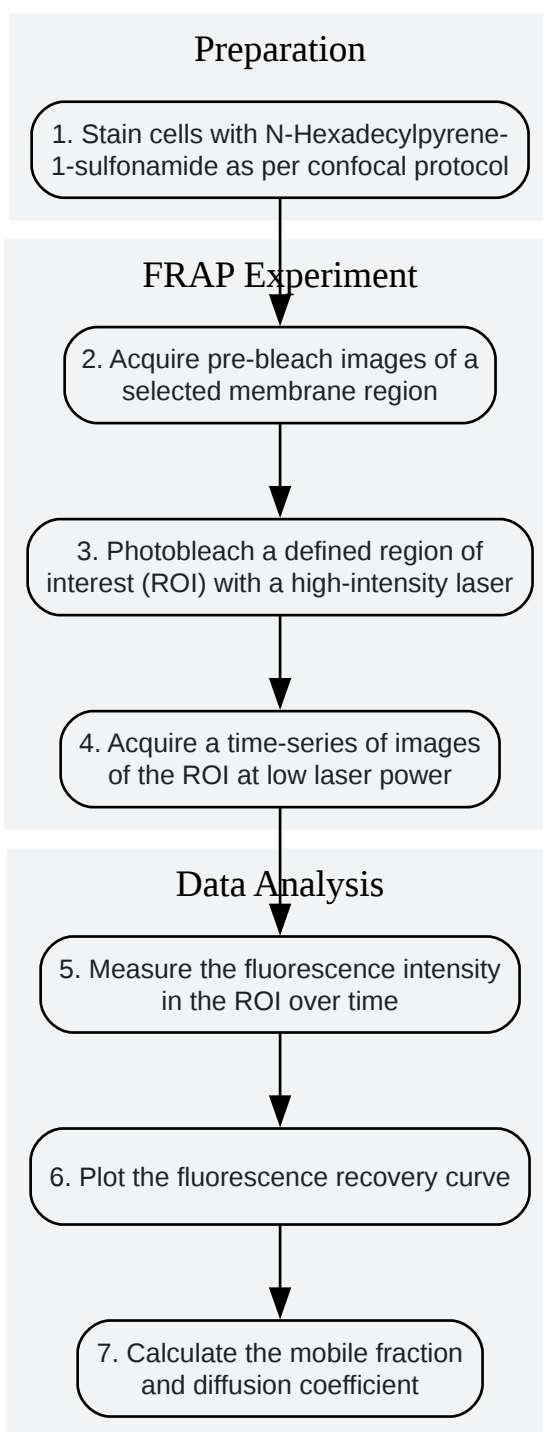 Preparation
1. Stain cells with N-Hexadecylpyrene-
1-sulfonamide as per confocal protocol
FRAP Experiment
2. Acquire pre-bleach images of a
selected membrane region
3. Photobleach a defined region of
interest (ROI) with a high-intensity laser
4. Acquire a time-series of images
of the ROI at low laser power
Data Analysis
5. Measure the fluorescence intensity
in the ROI over time
6. Plot the fluorescence recovery curve
7. Calculate the mobile fraction
and diffusion coefficient